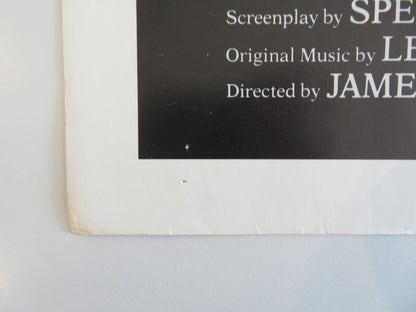 Screenplay by SPE
Original Music by LE
Directed by JAME